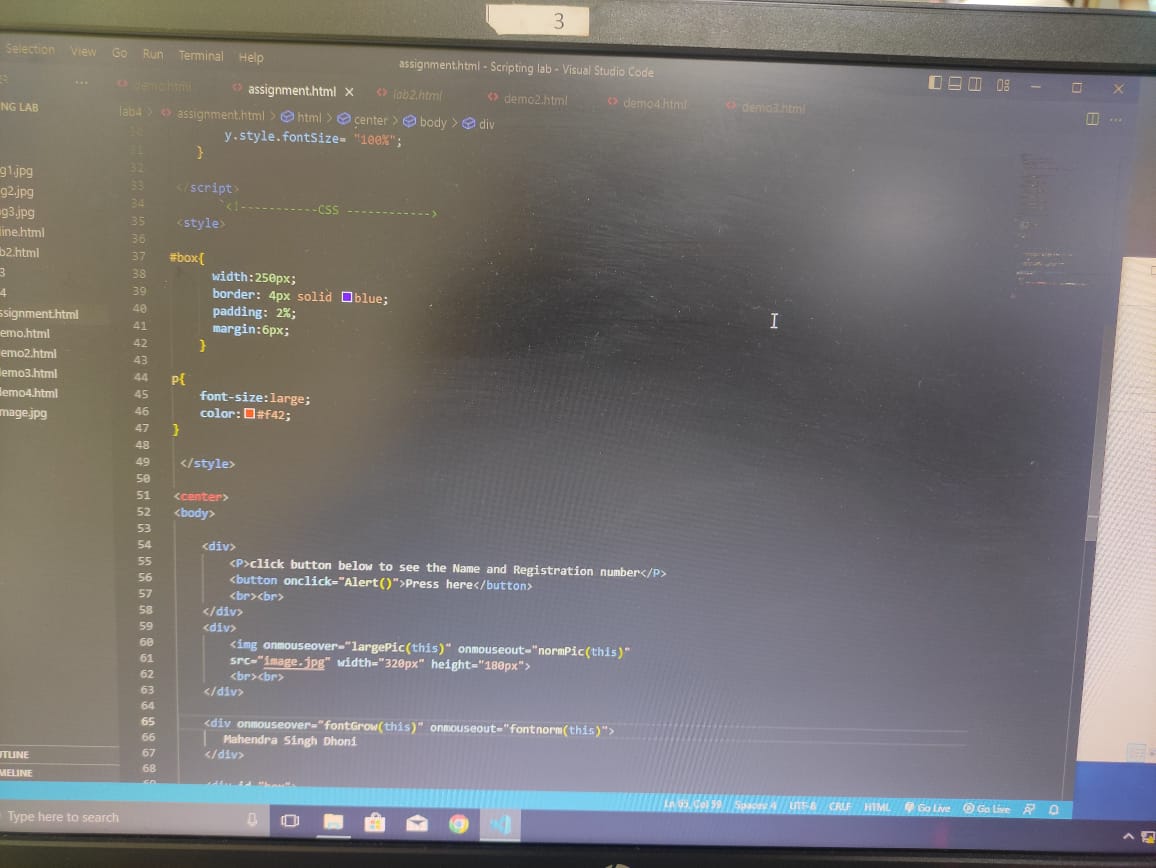 3
Selection View Go Run Terminal Help
assignment.html - Scripting lab - Visual Studio Code
demo.html
assignment.html ×
lab2.html
demo2.html
demo4.html
demo3.html
NG LAB
lab4 > assignment.html > html > center > body > div
g1.jpg
g2.jpg
g3.jpg
line.html
b2.html
3
4
ssignment.html
emo.html
emo2.html
emo3.html
emo4.html
mage.jpg
UTLINE
MELINE
30 y.style.fontSize= "100%";
31 }
32
33 </script>
34 `<!-----------CSS ------------>
35 <style>
36
37 #box{
38 width:250px;
39 border: 4px solid blue;
40 padding: 2%;
41 margin:6px;
42 }
43
44 p{
45 font-size:large;
46 color:#f42;
47 }
48
49 </style>
50
51 <center>
52 <body>
53
54 <div>
55 <P>click button below to see the Name and Registration number</P>
56 <button onclick="Alert()">Press here</button>
57 <br><br>
58 </div>
59 <div>
60 <img onmouseover="largePic(this)" onmouseout="normPic(this)"
61 src="image.jpg" width="320px" height="180px">
62 <br><br>
63 </div>
64
65 <div onmouseover="fontGrow(this)" onmouseout="fontnorm(this)">
66 Mahendra Singh Dhoni
67 </div>
68
69 <div id="box">
Ln 65, Col 59 Spaces: 4 UTF-8 CRLF HTML Go Live Go Live
Type here to search